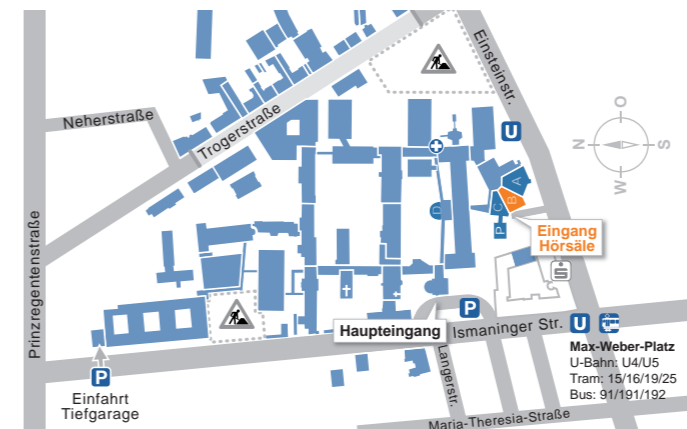 Einsteinstr.
O
N
S
W
Neherstraße
Trogerstraße
U
A
B
C
D
P
Eingang
Hörsäle
Prinzregentenstraße
S
P
Haupteingang
Ismaninger Str.
U
Max-Weber-Platz
U-Bahn: U4/U5
Tram: 15/16/19/25
Bus: 91/191/192
Langerstr.
P
Einfahrt
Tiefgarage
Maria-Theresia-Straße